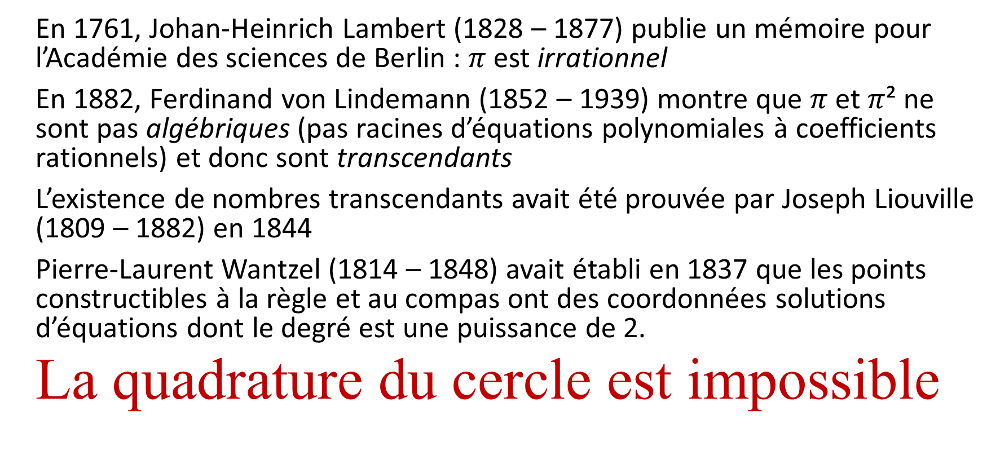 En 1761, Johan-Heinrich Lambert (1828 – 1877) publie un mémoire pour
l’Académie des sciences de Berlin : π est irrationnel
En 1882, Ferdinand von Lindemann (1852 – 1939) montre que π et π² ne
sont pas algébriques (pas racines d’équations polynomiales à coefficients
rationnels) et donc sont transcendants
L’existence de nombres transcendants avait été prouvée par Joseph Liouville
(1809 – 1882) en 1844
Pierre-Laurent Wantzel (1814 – 1848) avait établi en 1837 que les points
constructibles à la règle et au compas ont des coordonnées solutions
d’équations dont le degré est une puissance de 2.
La quadrature du cercle est impossible